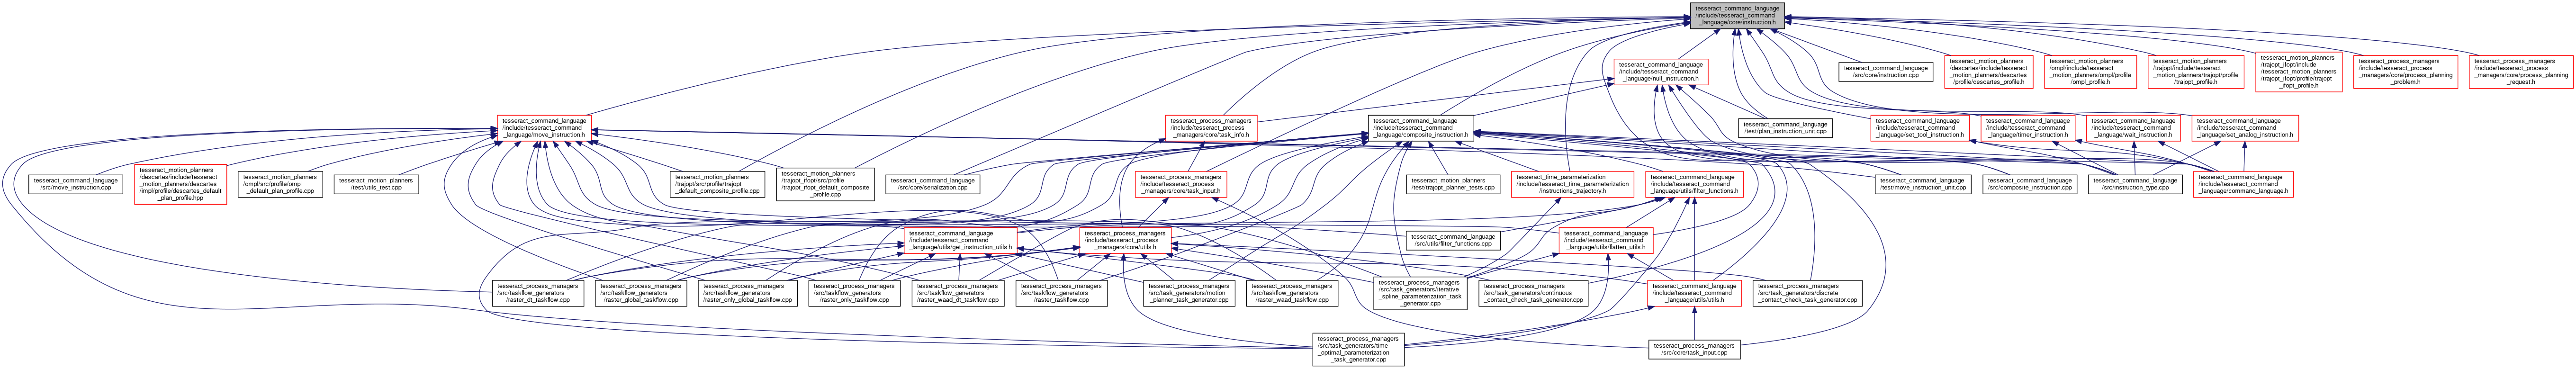 tesseract_command_language
/include/tesseract_command
_language/core/instruction.h
tesseract_command_language
/include/tesseract_command
_language/null_instruction.h
tesseract_command_language
/src/core/instruction.cpp
tesseract_motion_planners
/descartes/include/tesseract
_motion_planners/descartes
/profile/descartes_profile.h
tesseract_motion_planners
/ompl/include/tesseract
_motion_planners/ompl/profile
/ompl_profile.h
tesseract_motion_planners
/trajopt/include/tesseract
_motion_planners/trajopt/profile
/trajopt_profile.h
tesseract_motion_planners
/trajopt_ifopt/include
/tesseract_motion_planners
/trajopt_ifopt/profile/trajopt
_ifopt_profile.h
tesseract_process_managers
/include/tesseract_process
_managers/core/process_planning
_problem.h
tesseract_process_managers
/include/tesseract_process
_managers/core/process_planning
_request.h
tesseract_command_language
/include/tesseract_command
_language/move_instruction.h
tesseract_process_managers
/include/tesseract_process
_managers/core/task_info.h
tesseract_command_language
/include/tesseract_command
_language/composite_instruction.h
tesseract_command_language
/test/plan_instruction_unit.cpp
tesseract_command_language
/include/tesseract_command
_language/set_tool_instruction.h
tesseract_command_language
/include/tesseract_command
_language/timer_instruction.h
tesseract_command_language
/include/tesseract_command
_language/wait_instruction.h
tesseract_command_language
/include/tesseract_command
_language/set_analog_instruction.h
tesseract_command_language
/src/move_instruction.cpp
tesseract_motion_planners
/descartes/include/tesseract
_motion_planners/descartes
/impl/profile/descartes_default
_plan_profile.hpp
tesseract_motion_planners
/ompl/src/profile/ompl
_default_plan_profile.cpp
tesseract_motion_planners
/test/utils_test.cpp
tesseract_motion_planners
/trajopt/src/profile/trajopt
_default_composite_profile.cpp
tesseract_motion_planners
/trajopt_ifopt/src/profile
/trajopt_ifopt_default_composite
_profile.cpp
tesseract_command_language
/src/core/serialization.cpp
tesseract_process_managers
/include/tesseract_process
_managers/core/task_input.h
tesseract_motion_planners
/test/trajopt_planner_tests.cpp
tesseract_time_parameterization
/include/tesseract_time_parameterization
/instructions_trajectory.h
tesseract_command_language
/include/tesseract_command
_language/utils/filter_functions.h
tesseract_command_language
/test/move_instruction_unit.cpp
tesseract_command_language
/src/composite_instruction.cpp
tesseract_command_language
/src/instruction_type.cpp
tesseract_command_language
/include/tesseract_command
_language/command_language.h
tesseract_command_language
/include/tesseract_command
_language/utils/get_instruction_utils.h
tesseract_process_managers
/include/tesseract_process
_managers/core/utils.h
tesseract_command_language
/src/utils/filter_functions.cpp
tesseract_command_language
/include/tesseract_command
_language/utils/flatten_utils.h
tesseract_process_managers
/src/taskflow_generators
/raster_dt_taskflow.cpp
tesseract_process_managers
/src/taskflow_generators
/raster_global_taskflow.cpp
tesseract_process_managers
/src/taskflow_generators
/raster_only_global_taskflow.cpp
tesseract_process_managers
/src/taskflow_generators
/raster_only_taskflow.cpp
tesseract_process_managers
/src/taskflow_generators
/raster_waad_dt_taskflow.cpp
tesseract_process_managers
/src/taskflow_generators
/raster_taskflow.cpp
tesseract_process_managers
/src/task_generators/motion
_planner_task_generator.cpp
tesseract_process_managers
/src/taskflow_generators
/raster_waad_taskflow.cpp
tesseract_process_managers
/src/task_generators/iterative
_spline_parameterization_task
_generator.cpp
tesseract_process_managers
/src/task_generators/continuous
_contact_check_task_generator.cpp
tesseract_command_language
/include/tesseract_command
_language/utils/utils.h
tesseract_process_managers
/src/task_generators/discrete
_contact_check_task_generator.cpp
tesseract_process_managers
/src/task_generators/time
_optimal_parameterization
_task_generator.cpp
tesseract_process_managers
/src/core/task_input.cpp